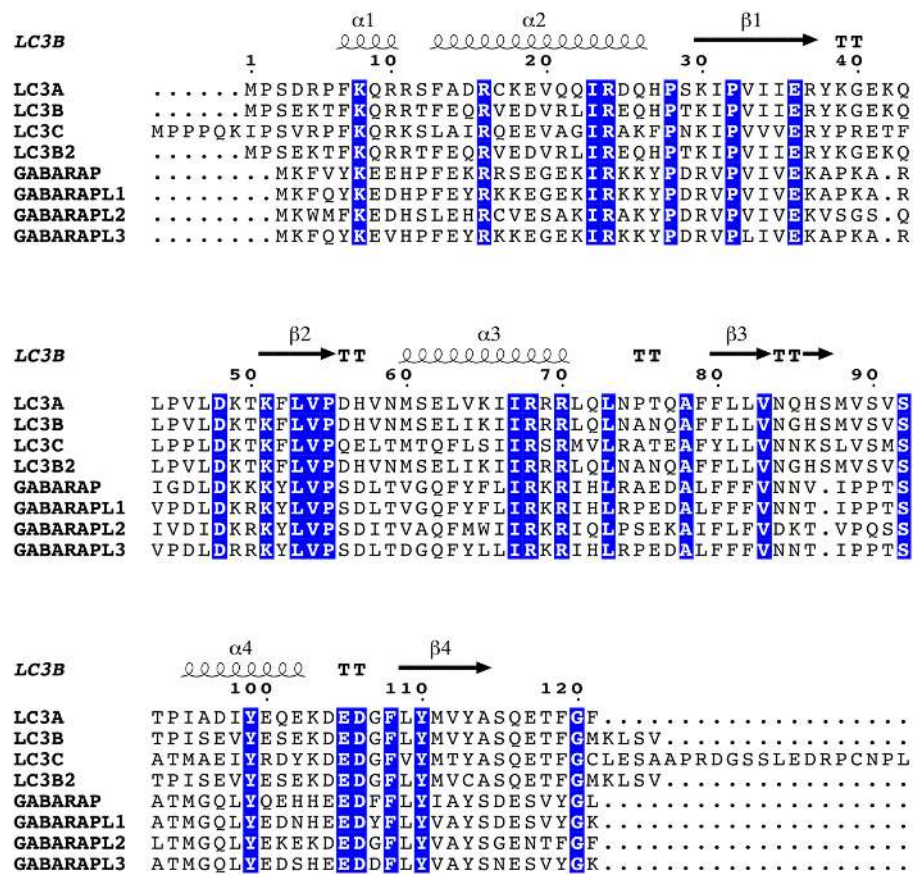 α1 α2 β1
LC3B TT
1 10 20 30 40
LC3A ......MPSDRPFKQRRSFADRCKEVQQIRDQHPSKIPVIIERYKGEKQ
LC3B ......MPSEKTFKQRRTFEQRVEDVRLIREQHPTKIPVIIERYKGEKQ
LC3C MPPPQKIPSVRPFKQRKSLAIRQEEVAGIRAKFPNKIPVVVERYPRETF
LC3B2 ......MPSEKTFKQRRTFEQRVEDVRLIREQHPTKIPVIIERYKGEKQ
GABARAP ........MKFVYKEEHPFEKRRSEGEKIRKKYPDRVPVIVEKAPKA.R
GABARAPL1 ........MKFQYKEDHPFEYRKKEGEKIRKKYPDRVPVIVEKAPKA.R
GABARAPL2 ........MKWMFKEDHSLEHRCVESAKIRAKYPDRVPVIVEKVSGS.Q
GABARAPL3 ........MKFQYKEVHPFEYRKKEGEKIRKKYPDRVPLIVEKAPKA.R
β2 α3 β3
LC3B TT TT TT
50 60 70 80 90
LC3A LPVLDKTKFLVPDHVNMSELVKIIRRRLQLNPTQAFFLLVNQHSMVSVS
LC3B LPVLDKTKFLVPDHVNMSELIKIIRRRLQLNANQAFFLLVNGHSMVSVS
LC3C LPPLDKTKFLVPQELTMTQFLSIIRSRMVLRATEAFYLLVNNKSLVSMS
LC3B2 LPVLDKTKFLVPDHVNMSELIKIIRRRLQLNANQAFFLLVNGHSMVSVS
GABARAP IGDLDKKKYLVPSDLTVGQFYFLIRKRIHLRAEDALFFFVNNV.IPPTS
GABARAPL1 VPDLDKRKYLVPSDLTVGQFYFLIRKRIHLRPEDALFFFVNNT.IPPTS
GABARAPL2 IVDIDKRKYLVPSDITVAQFMWIIRKRIQLPSEKAIFLFVDKT.VPQSS
GABARAPL3 VPDLDRRKYLVPSDLTDGQFYLLIRKRIHLRPEDALFFFVNNT.IPPTS
α4 β4
LC3B TT
100 110 120
LC3A TPIADIYEQEKDEDGFLYMVYASQETFGF....................
LC3B TPISEVYESEKDEDGFLYMVYASQETFGMKLSV................
LC3C ATMAEIYRDYKDEDGFVYMTYASQETFGCLESAAPRDGSSLEDRPCNPL
LC3B2 TPISEVYESEKDEDGFLYMVCASQETFGMKLSV................
GABARAP ATMGQLYQEHHEEDFFLYIAYSDESVYGL....................
GABARAPL1 ATMGQLYEDNHEEDYFLYVAYSDESVYGK....................
GABARAPL2 LTMGQLYEKEKDEDGFLYVAYSGENTFGF....................
GABARAPL3 ATMGQLYEDSHEEDDFLYVAYSNESVYGK....................